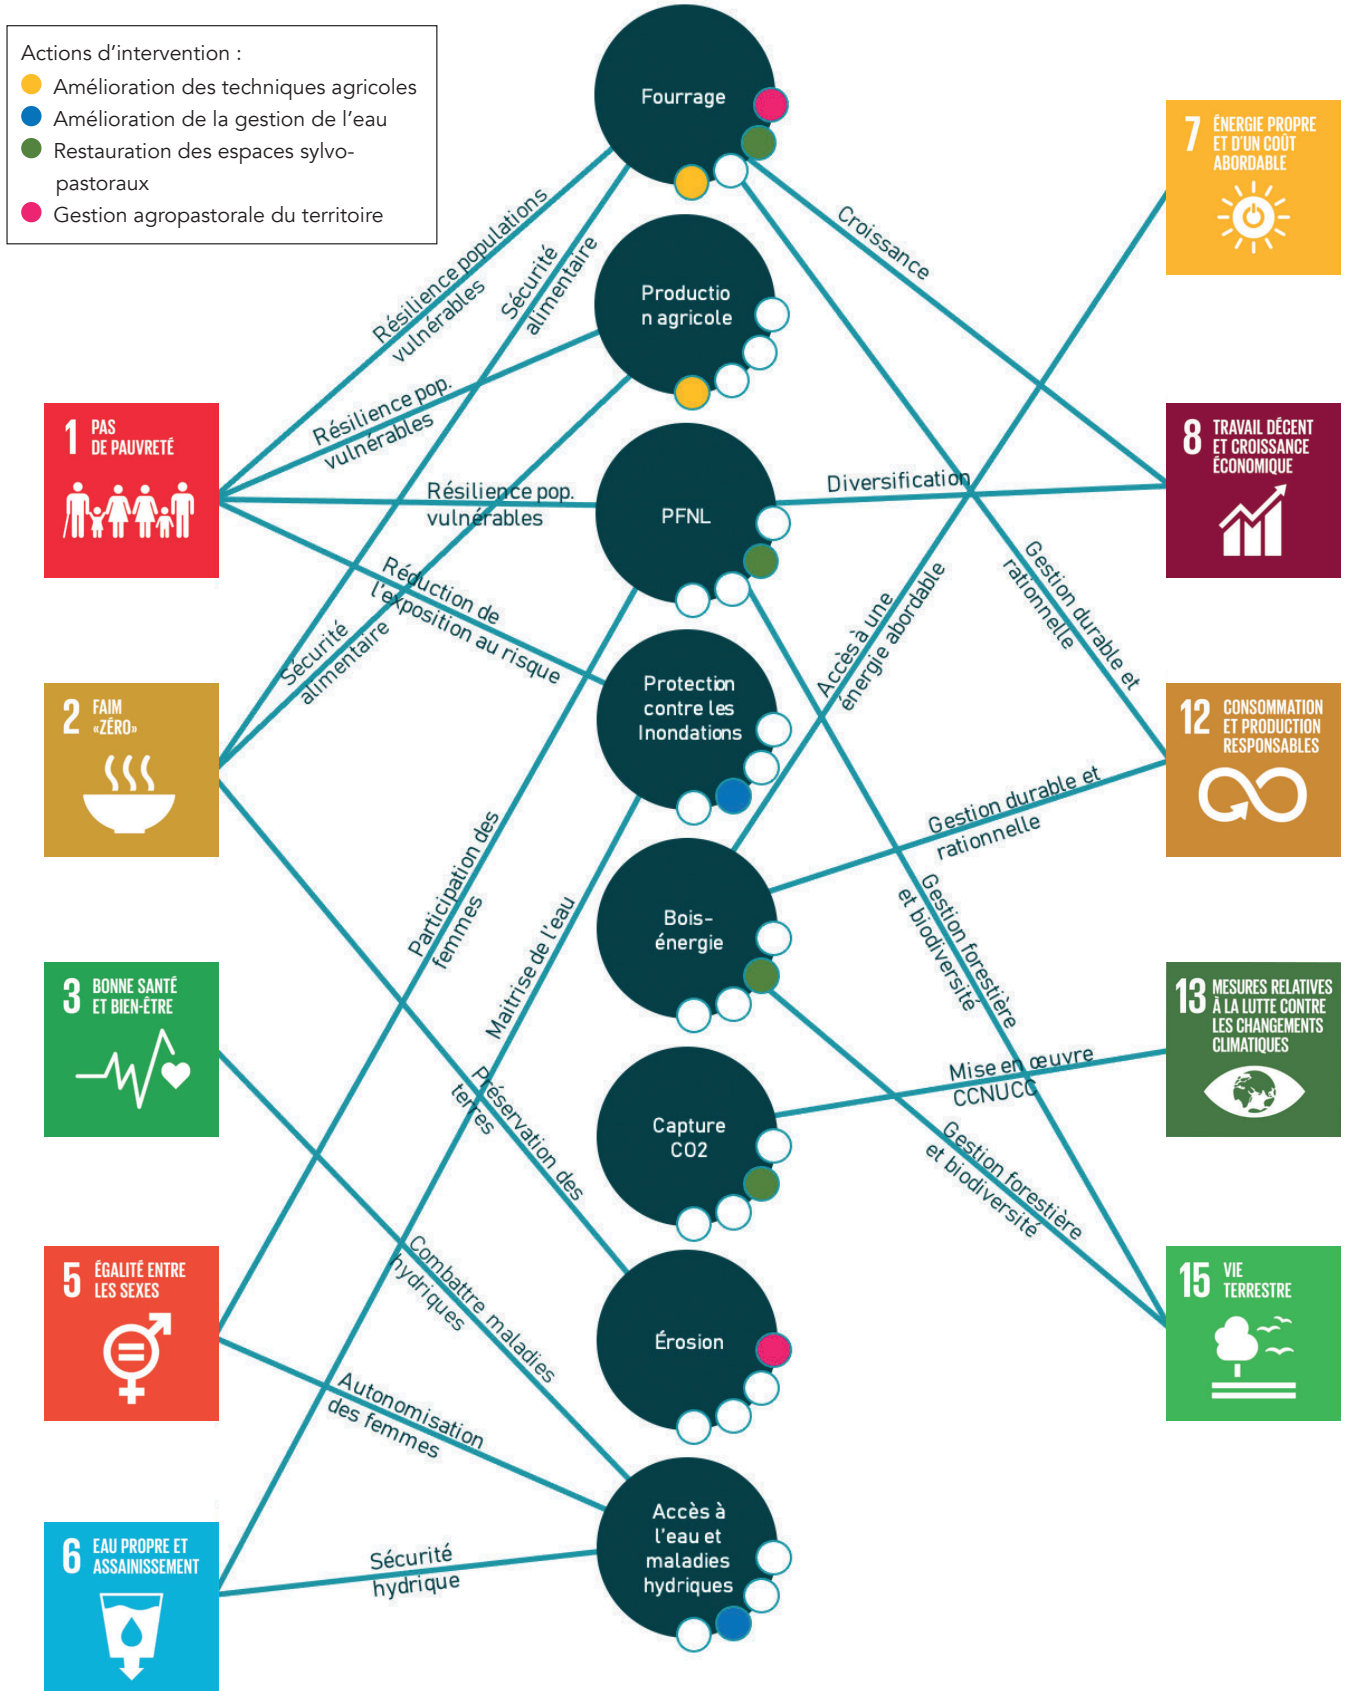 Actions d'intervention :
Amélioration des techniques agricoles
Amélioration de la gestion de l'eau
Restauration des espaces sylvo-
pastoraux
Gestion agropastorale du territoire
1 PAS
DE PAUVRETÉ
2 FAIM
«ZÉRO»
3 BONNE SANTÉ
ET BIEN-ÊTRE
5 ÉGALITÉ ENTRE
LES SEXES
6 EAU PROPRE ET
ASSAINISSEMENT
Résilience populations
vulnérables
Sécurité
alimentaire
Résilience pop.
vulnérables
Résilience pop.
vulnérables
Réduction de
l'exposition au risque
Sécurité
alimentaire
Participation des
femmes
Maitrise de l'eau
Préservation des
terres
Combattre maladies
hydriques
Autonomisation
des femmes
Sécurité
hydrique
Fourrage
Productio
n agricole
PFNL
Protection
contre les
Inondations
Bois-
énergie
Capture
CO2
Érosion
Accès à
l'eau et
maladies
hydriques
Croissance
Diversification
Gestion durable et
rationnelle
Accès à une
énergie abordable
Gestion durable et
rationnelle
Gestion forestière
et biodiversité
Mise en œuvre
CCNUCC
Gestion forestière
et biodiversité
7 ÉNERGIE PROPRE
ET D'UN COÛT
ABORDABLE
8 TRAVAIL DÉCENT
ET CROISSANCE
ÉCONOMIQUE
12 CONSOMMATION
ET PRODUCTION
RESPONSABLES
13 MESURES RELATIVES
À LA LUTTE CONTRE
LES CHANGEMENTS
CLIMATIQUES
15 VIE
TERRESTRE